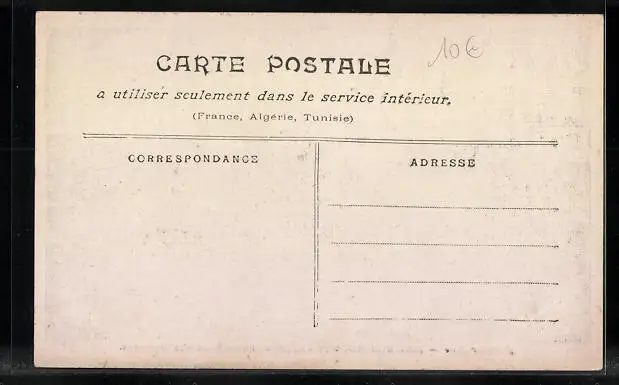 10€
CARTE POSTALE
a utiliser seulement dans le service intérieur.
(France, Algérie, Tunisie)
CORRESPONDANCE
ADRESSE